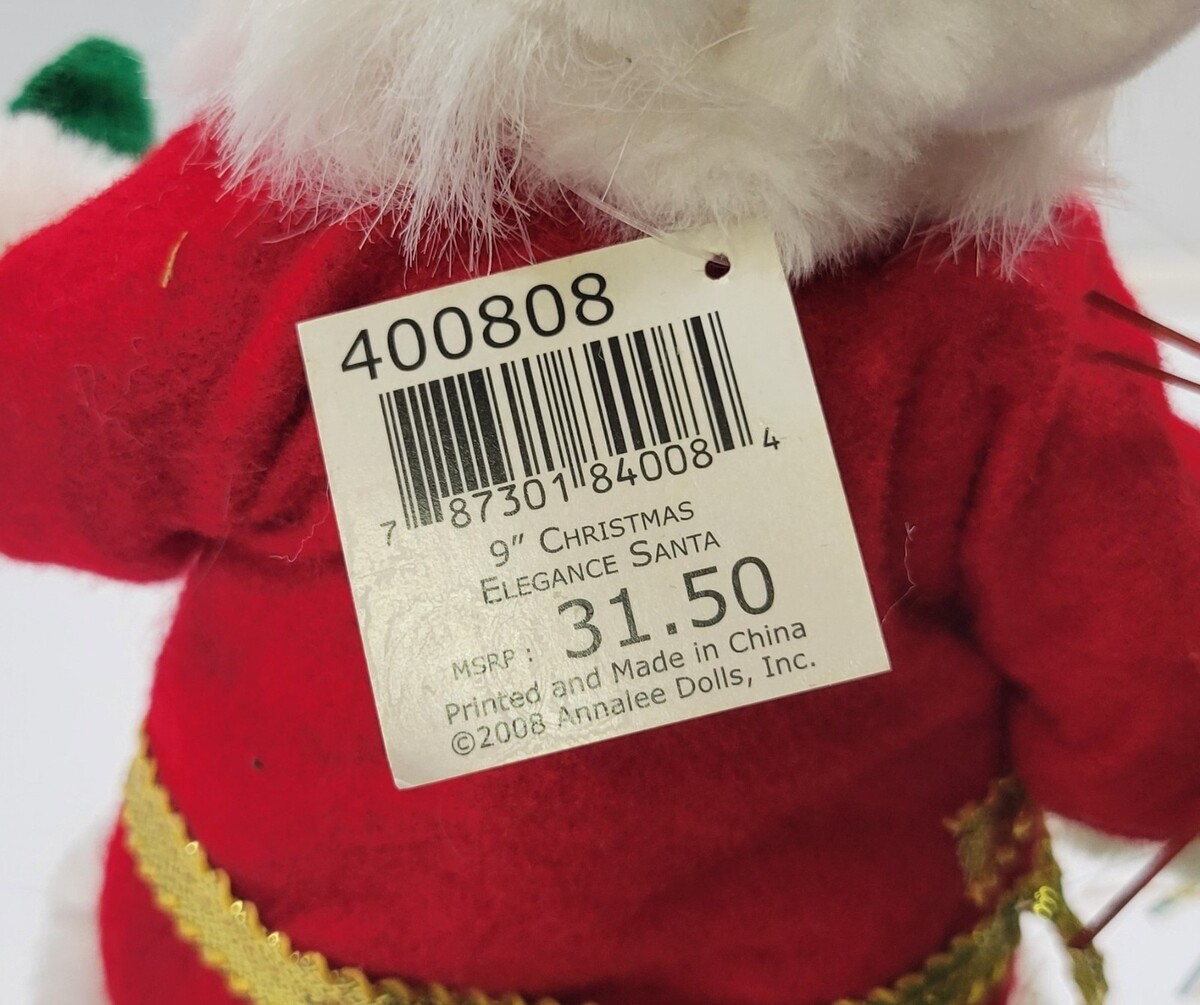 400808
7 87301 84008 4
9" CHRISTMAS
ELEGANCE SANTA
MSRP : 31.50
Printed and Made in China
©2008 Annalee Dolls, Inc.